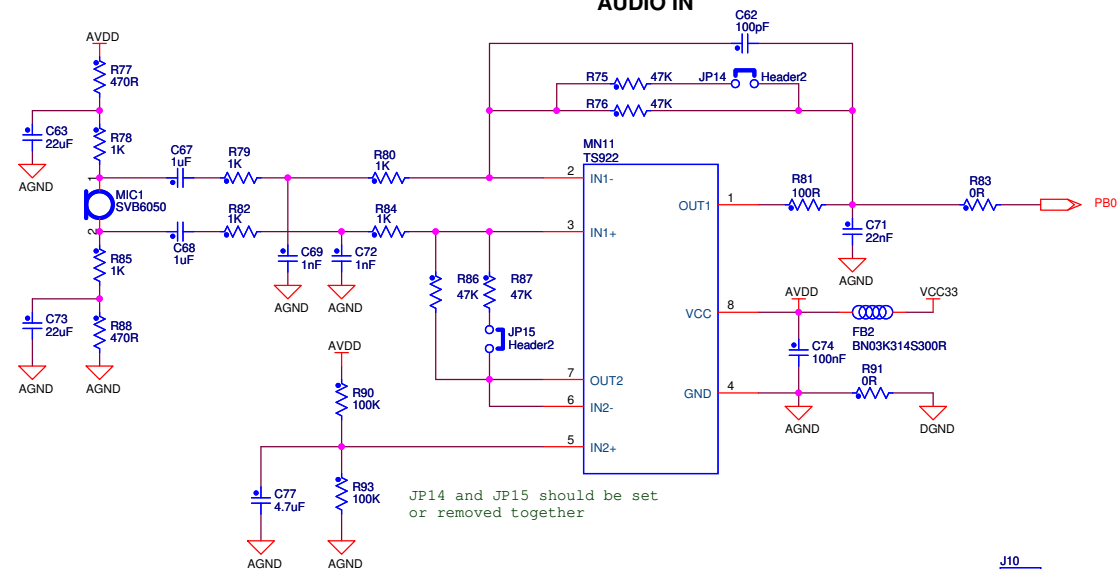 AUDIO IN
C62
100pF
AVDD
R77
470R
R75
47K
JP14
Header2
R76
47K
C63
22uF
R78
1K
C67
1uF
R79
1K
R80
1K
MN11
TS922
AGND
1
2
IN1-
MIC1
SVB6050
OUT1
1
R81
100R
R83
0R
PB0
2
C68
1uF
R82
1K
R84
1K
3
IN1+
C71
22nF
R85
1K
C69
1nF
C72
1nF
R86
47K
R87
47K
AGND
AGND
AGND
AVDD
VCC33
VCC
8
C73
22uF
R88
470R
JP15
Header2
FB2
BN03K314S300R
C74
100nF
AVDD
R91
0R
AGND
AGND
7
OUT2
GND
4
R90
100K
6
IN2-
AGND
DGND
5
IN2+
C77
4.7uF
R93
100K
JP14 and JP15 should be set
or removed together
AGND
AGND
J10